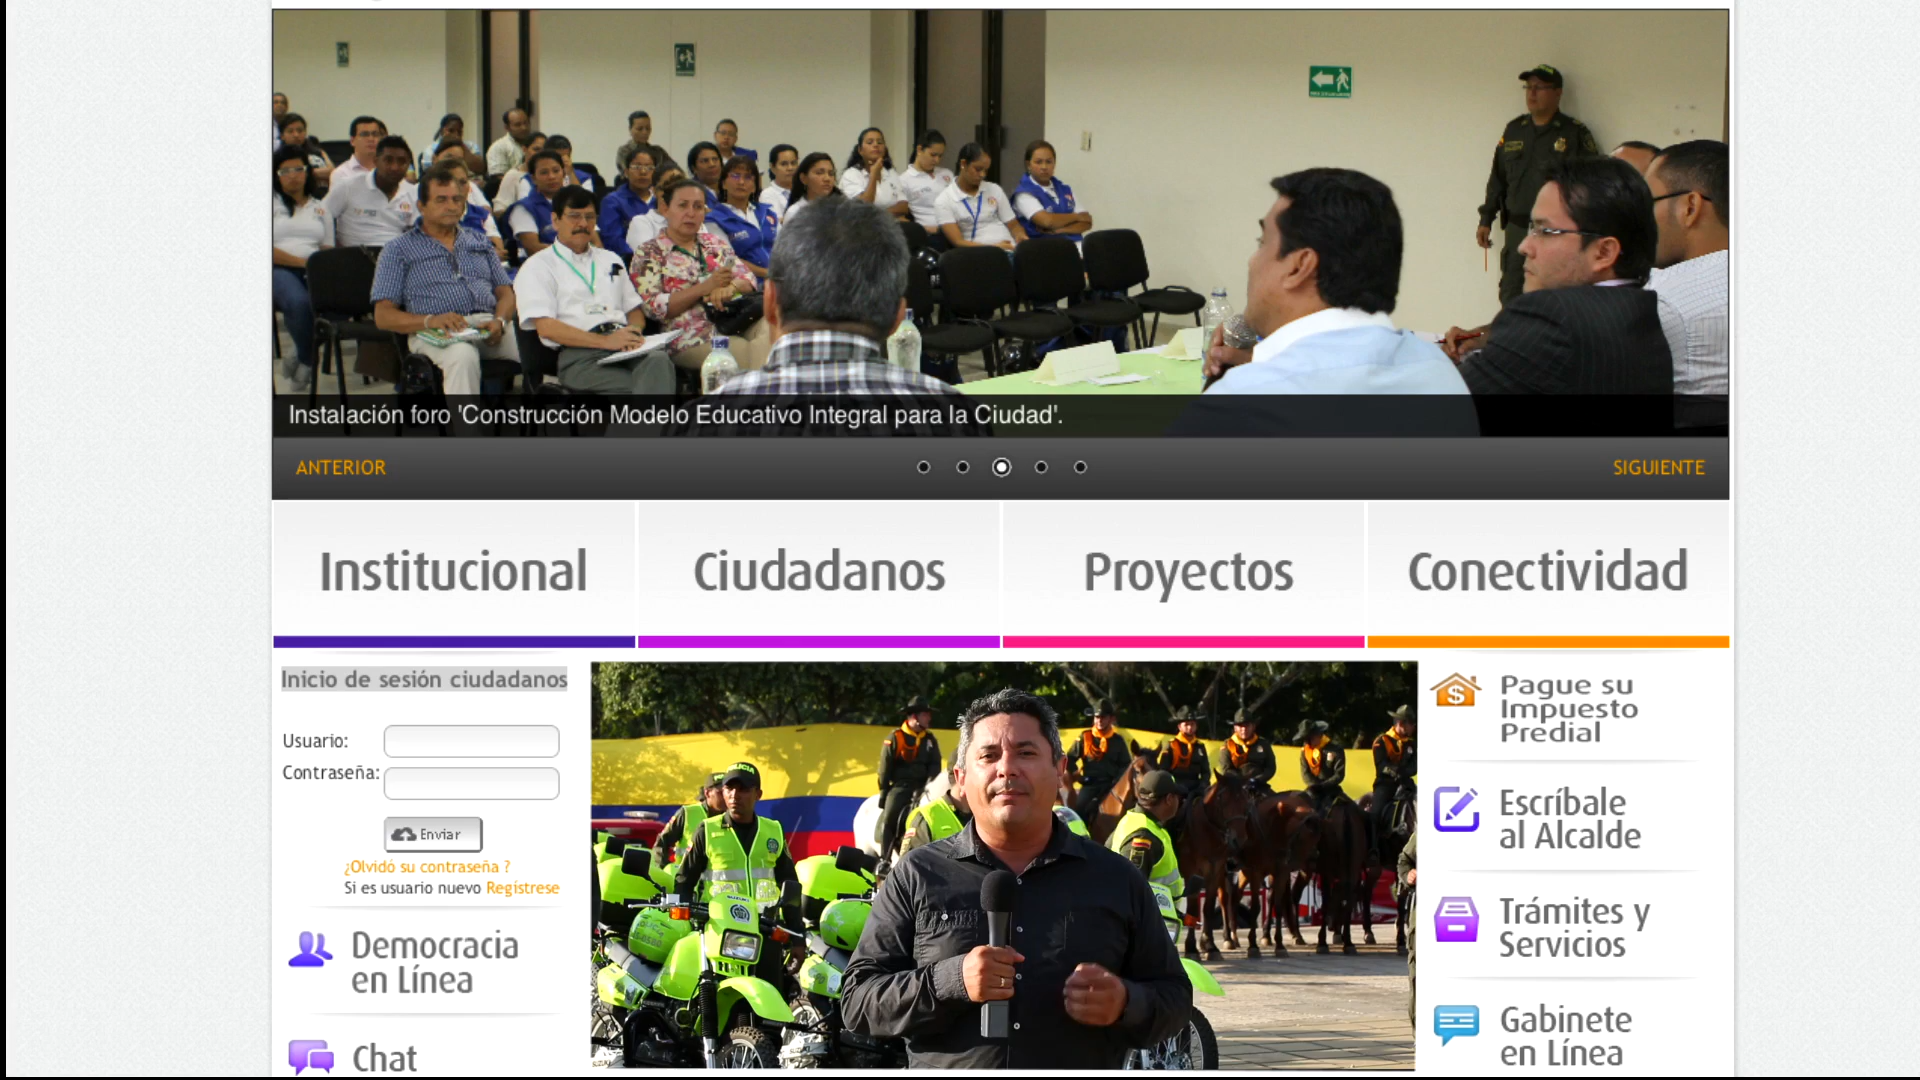 Instalación foro 'Construcción Modelo Educativo Integral para la Ciudad'.
ANTERIOR
SIGUIENTE
Institucional
Ciudadanos
Proyectos
Conectividad
Inicio de sesión ciudadanos
Usuario:
Contraseña:
Enviar
¿Olvidó su contraseña ?
Si es usuario nuevo Regístrese
Democracia
en Línea
Chat
POLICIA
Pague su
Impuesto
Predial
Escríbale
al Alcalde
Trámites y
Servicios
Gabinete
en Línea